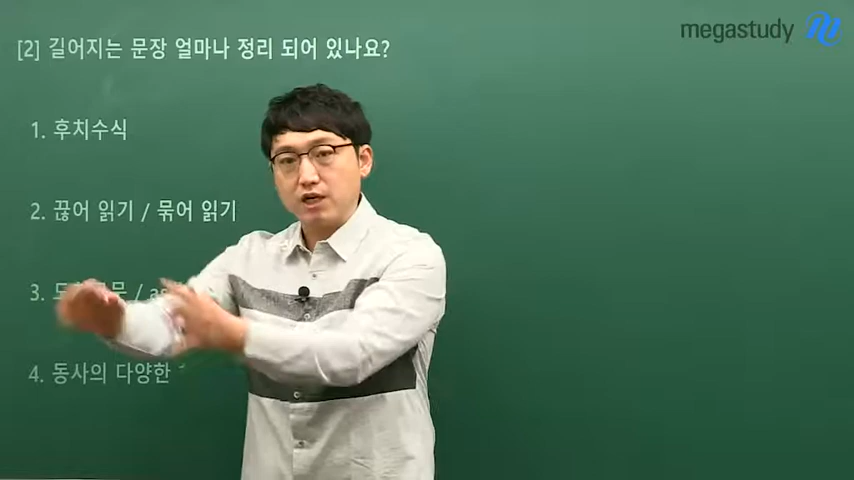 megastudy
[2] 길어지는 문장 얼마나 정리 되어 있나요?
1. 후치수식
2. 끊어 읽기 / 묶어 읽기
3.
4. 동사의 다양한